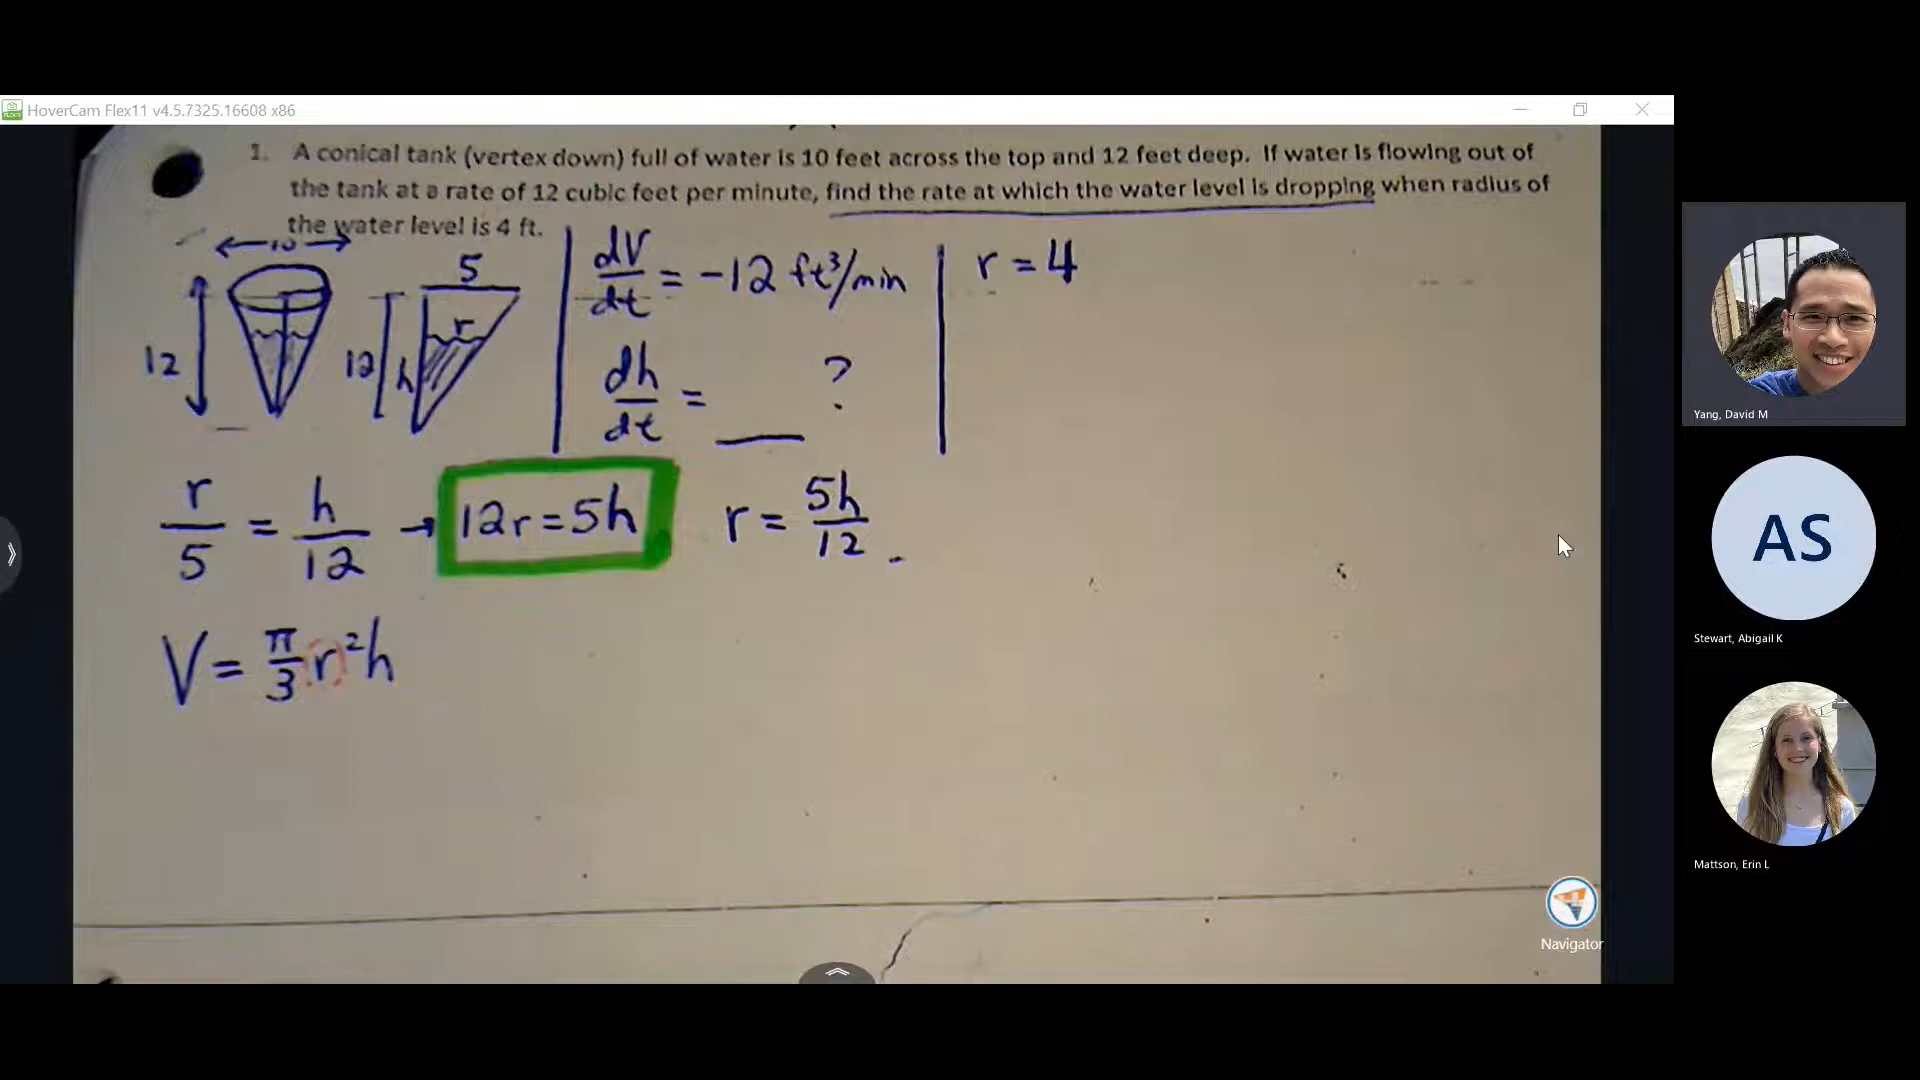 HoverCam Flex11 v4.5.7325.16608 x86
1. A conical tank (vertex down) full of water is 10 feet across the top and 12 feet deep. If water is flowing out of
the tank at a rate of 12 cubic feet per minute, find the rate at which the water level is dropping when radius of
the water level is 4 ft.
10
12
5
r
12
h
dV/dt = -12 ft³/min
dh/dt = ___ ?
r = 4
r/5 = h/12 → 12r = 5h r = 5h/12
V = π/3 r²h
Navigator
Yang, David M
AS
Stewart, Abigail K
Mattson, Erin L